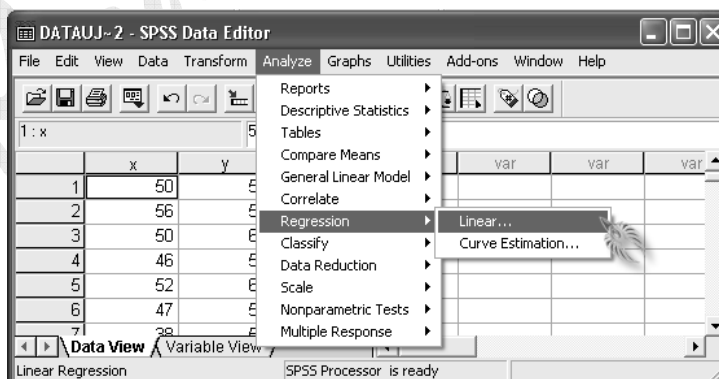 DATAUJ~2 - SPSS Data Editor
File Edit View Data Transform Analyze Graphs Utilities Add-ons Window Help
1 : x
x y var var var
1 50
2 56
3 50
4 46
5 52
6 47
7 38
Reports
Descriptive Statistics
Tables
Compare Means
General Linear Model
Correlate
Regression
Classify
Data Reduction
Scale
Nonparametric Tests
Multiple Response
Linear...
Curve Estimation...
Data View Variable View
Linear Regression SPSS Processor is ready